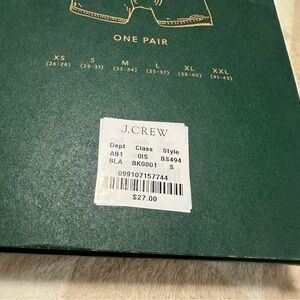 ONE PAIR
XS S M L XL XXL
(26-28) (29-31) (32-34) (35-37) (38-40) (41-43)
J.CREW
Dept Class Style
AB1 015 BS494
BLA BK0001 S
099107157744
$27.00